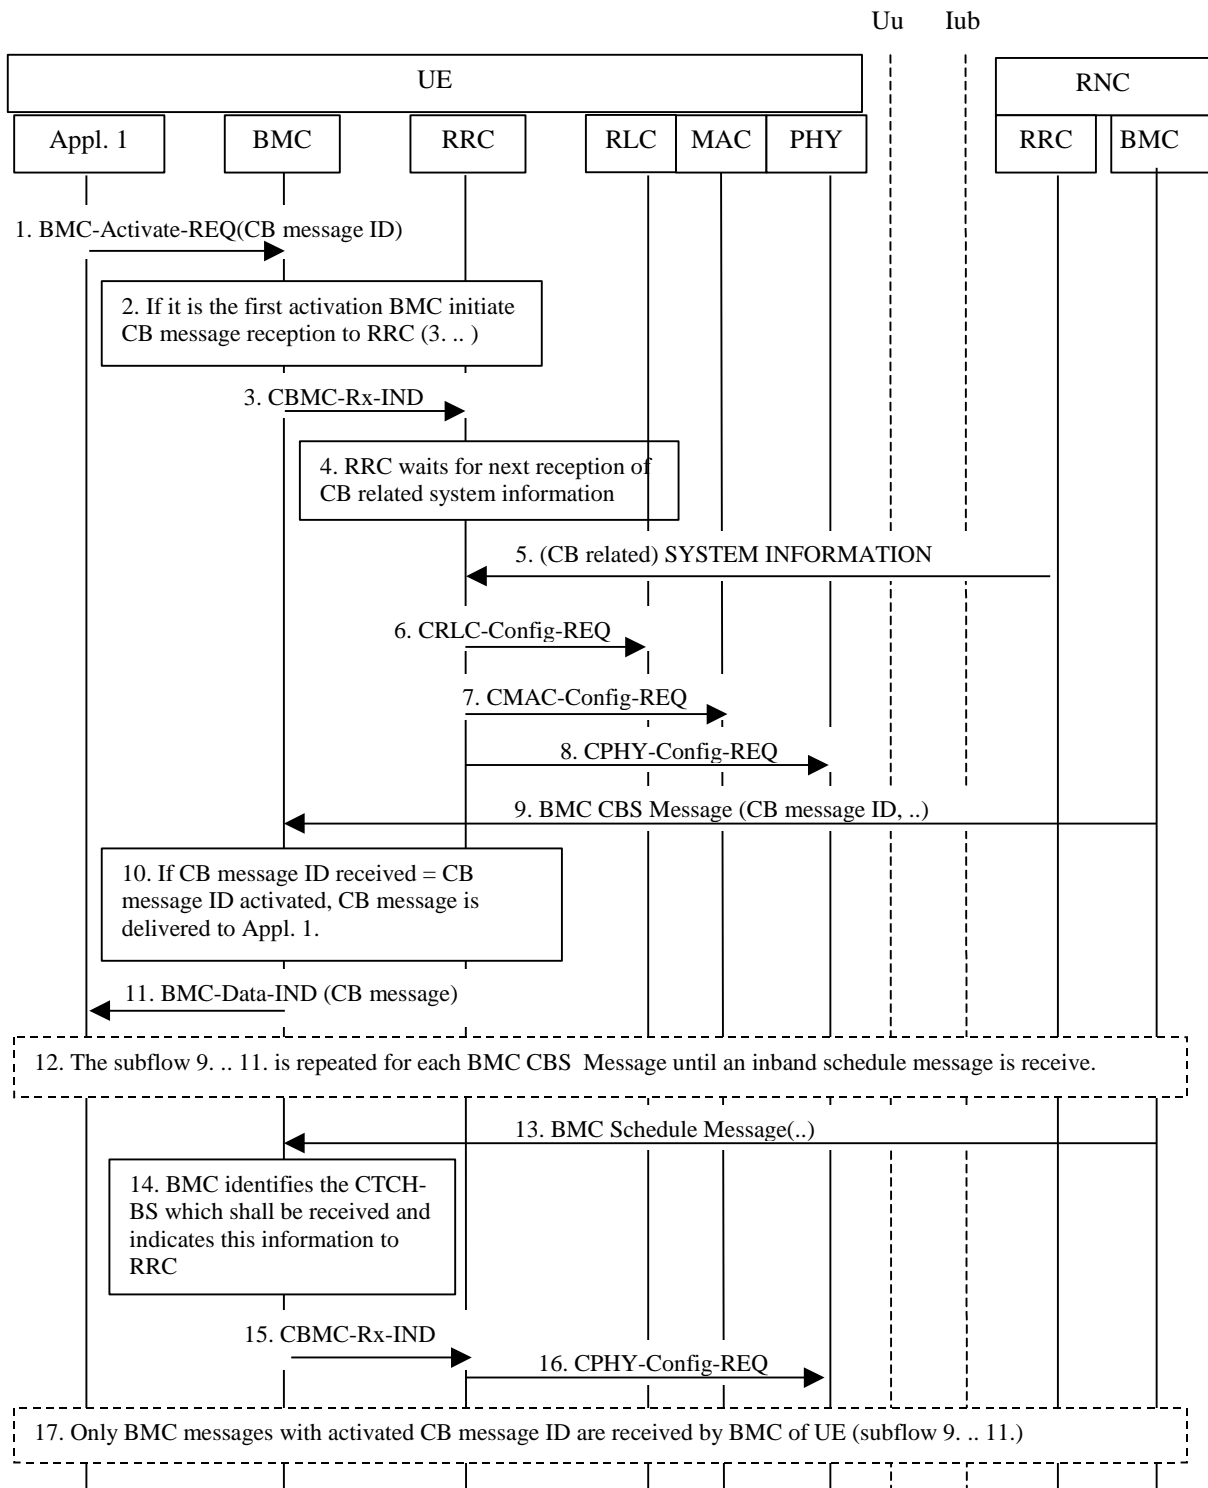 Uu Iub
UE
RNC
Appl. 1 BMC RRC RLC MAC PHY RRC BMC
1. BMC-Activate-REQ(CB message ID)
2. If it is the first activation BMC initiate
CB message reception to RRC (3. .. )
3. CBMC-Rx-IND
4. RRC waits for next reception of
CB related system information
5. (CB related) SYSTEM INFORMATION
6. CRLC-Config-REQ
7. CMAC-Config-REQ
8. CPHY-Config-REQ
9. BMC CBS Message (CB message ID, ..)
10. If CB message ID received = CB
message ID activated, CB message is
delivered to Appl. 1.
11. BMC-Data-IND (CB message)
12. The subflow 9. .. 11. is repeated for each BMC CBS  Message until an inband schedule message is receive.
13. BMC Schedule Message(..)
14. BMC identifies the CTCH-
BS which shall be received and
indicates this information to
RRC
15. CBMC-Rx-IND
16. CPHY-Config-REQ
17. Only BMC messages with activated CB message ID are received by BMC of UE (subflow 9. .. 11.)